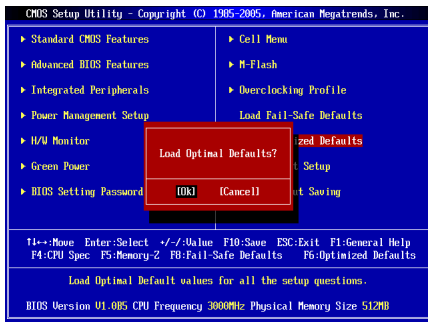 CMOS Setup Utility - Copyright (C) 1985-2005, American Megatrends, Inc.
Standard CMOS Features
Advanced BIOS Features
Integrated Peripherals
Power Management Setup
H/W Monitor
Green Power
BIOS Setting Password
Cell Menu
M-Flash
Overclocking Profile
Load Fail-Safe Defaults
ized Defaults
t Setup
t Saving
Load Optimal Defaults?
[Ok] [Cancel]
↑↓←→:Move Enter:Select +/-/:Value F10:Save ESC:Exit F1:General Help
F4:CPU Spec F5:Memory-Z F8:Fail-Safe Defaults F6:Optimized Defaults
Load Optimal Default values for all the setup questions.
BIOS Version V1.0B5 CPU Frequency 3000MHz Physical Memory Size 512MB